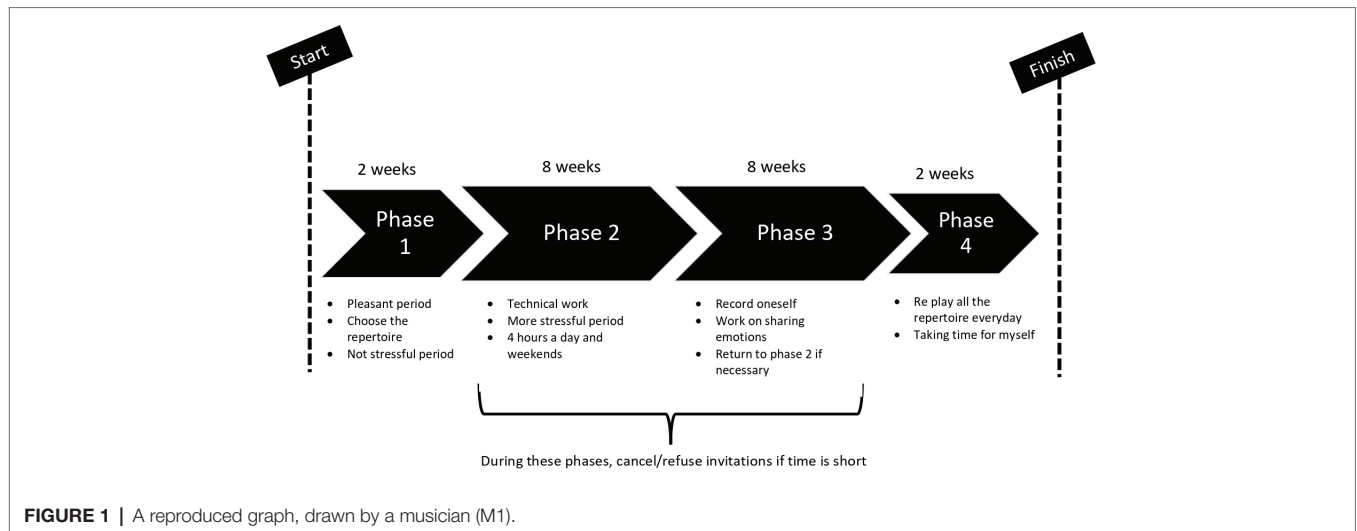 Start
Finish
2 weeks
8 weeks
8 weeks
2 weeks
Phase
1
Phase 2
Phase 3
Phase
4
• Pleasant period
• Choose the
repertoire
• Not stressful period
• Technical work
• More stressful period
• 4 hours a day and
weekends
• Record oneself
• Work on sharing
emotions
• Return to phase 2 if
necessary
• Re play all the
repertoire everyday
• Taking time for myself
During these phases, cancel/refuse invitations if time is short
FIGURE 1 | A reproduced graph, drawn by a musician (M1).